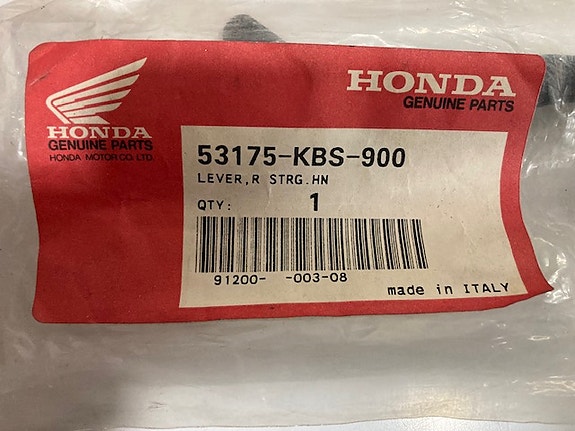 HONDA
GENUINE PARTS
HONDA MOTOR CO. LTD.
HONDA
GENUINE PARTS
53175-KBS-900
LEVER,R STRG.HN
QTY: 1
91200- -003-08
made in ITALY